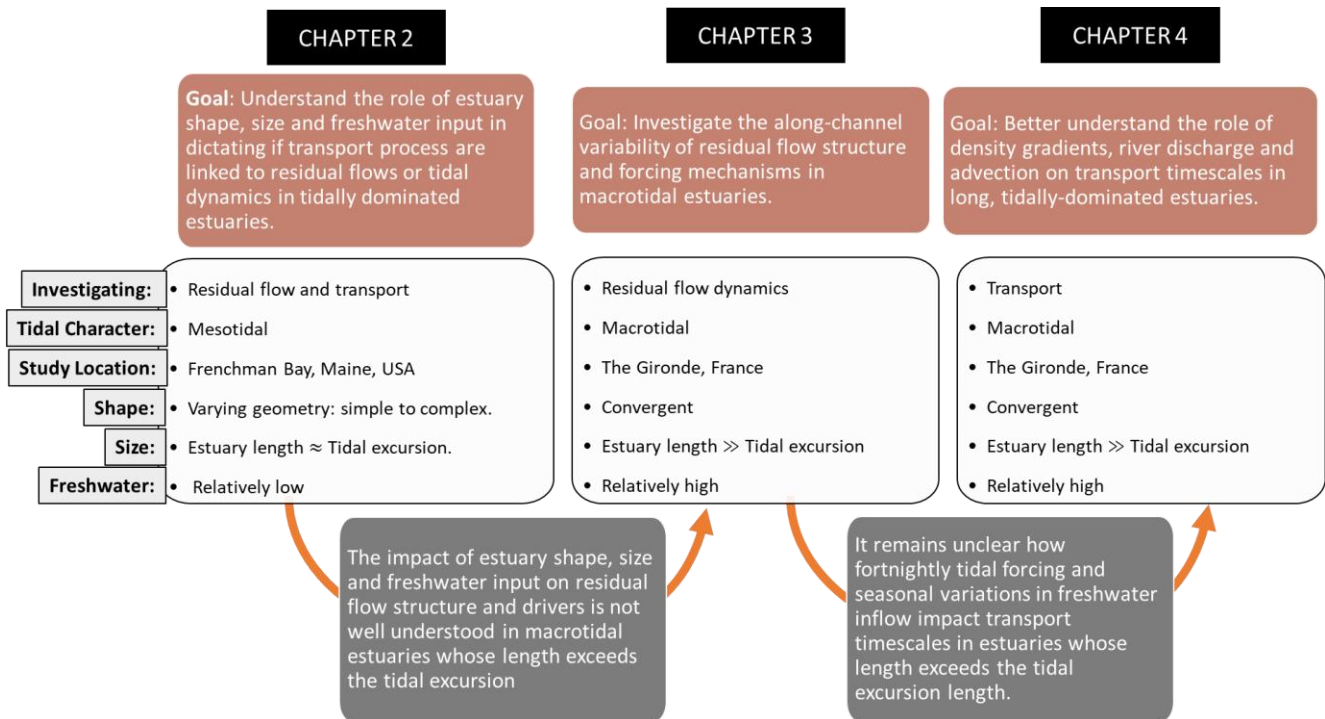 CHAPTER 2
CHAPTER 3
CHAPTER 4
Goal: Understand the role of estuary
shape, size and freshwater input in
dictating if transport process are
linked to residual flows or tidal
dynamics in tidally dominated
estuaries.
Goal: Investigate the along-channel
variability of residual flow structure
and forcing mechanisms in
macrotidal estuaries.
Goal: Better understand the role of
density gradients, river discharge and
advection on transport timescales in
long, tidally-dominated estuaries.
Investigating:
• Residual flow and transport
• Residual flow dynamics
• Transport
Tidal Character:
• Mesotidal
• Macrotidal
• Macrotidal
Study Location:
• Frenchman Bay, Maine, USA
• The Gironde, France
• The Gironde, France
Shape:
• Varying geometry: simple to complex.
• Convergent
• Convergent
Size:
• Estuary length ≈ Tidal excursion.
• Estuary length ≫ Tidal excursion
• Estuary length ≫ Tidal excursion
Freshwater:
• Relatively low
• Relatively high
• Relatively high
The impact of estuary shape, size
and freshwater input on residual
flow structure and drivers is not
well understood in macrotidal
estuaries whose length exceeds
the tidal excursion
It remains unclear how
fortnightly tidal forcing and
seasonal variations in freshwater
inflow impact transport
timescales in estuaries whose
length exceeds the tidal
excursion length.